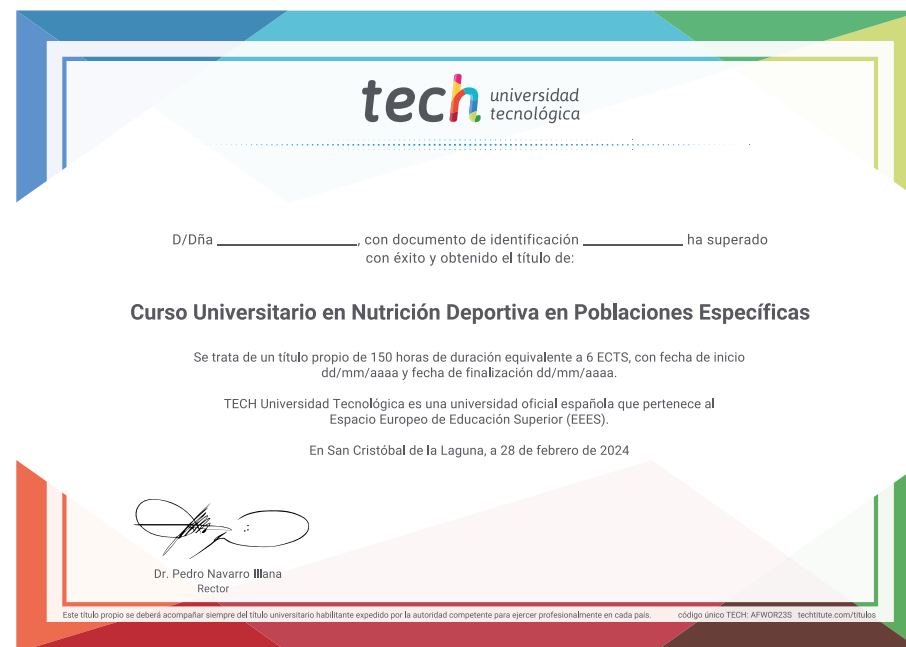 tech universidad
tecnológica
D/Dña ____________________, con documento de identificación ______________ ha superado
con éxito y obtenido el título de:
Curso Universitario en Nutrición Deportiva en Poblaciones Específicas
Se trata de un título propio de 150 horas de duración equivalente a 6 ECTS, con fecha de inicio
dd/mm/aaaa y fecha de finalización dd/mm/aaaa.
TECH Universidad Tecnológica es una universidad oficial española que pertenece al
Espacio Europeo de Educación Superior (EEES).
En San Cristóbal de la Laguna, a 28 de febrero de 2024
Dr. Pedro Navarro Illana
Rector
Este título propio se deberá acompañar siempre del título universitario habilitante expedido por la autoridad competente para ejercer profesionalmente en cada país. código único TECH: AFWOR23S techtitute.com/titulos